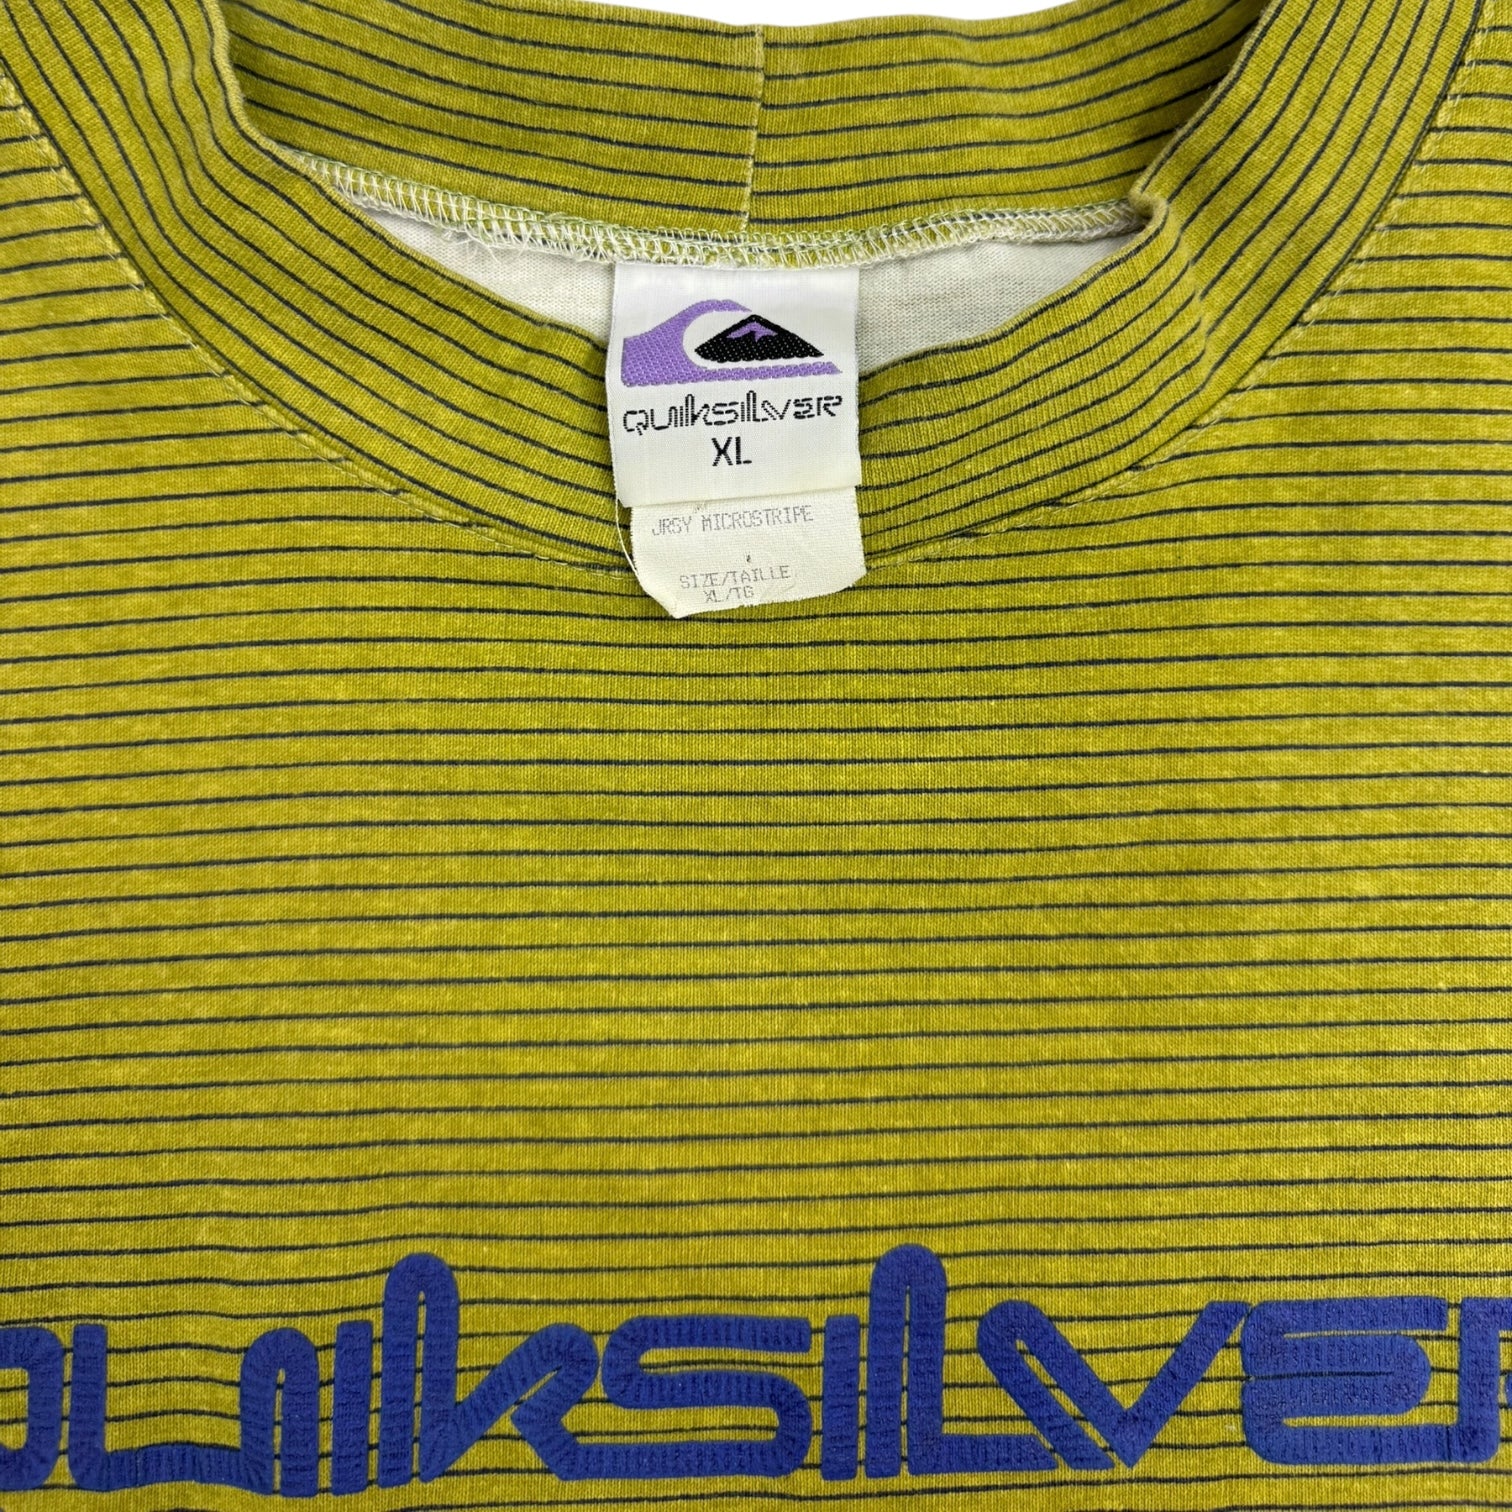 QUIKSILVER
XL
JRSY MICROSTRIPE
SIZE/TAILLE
XL/TG
QUIKSILVER